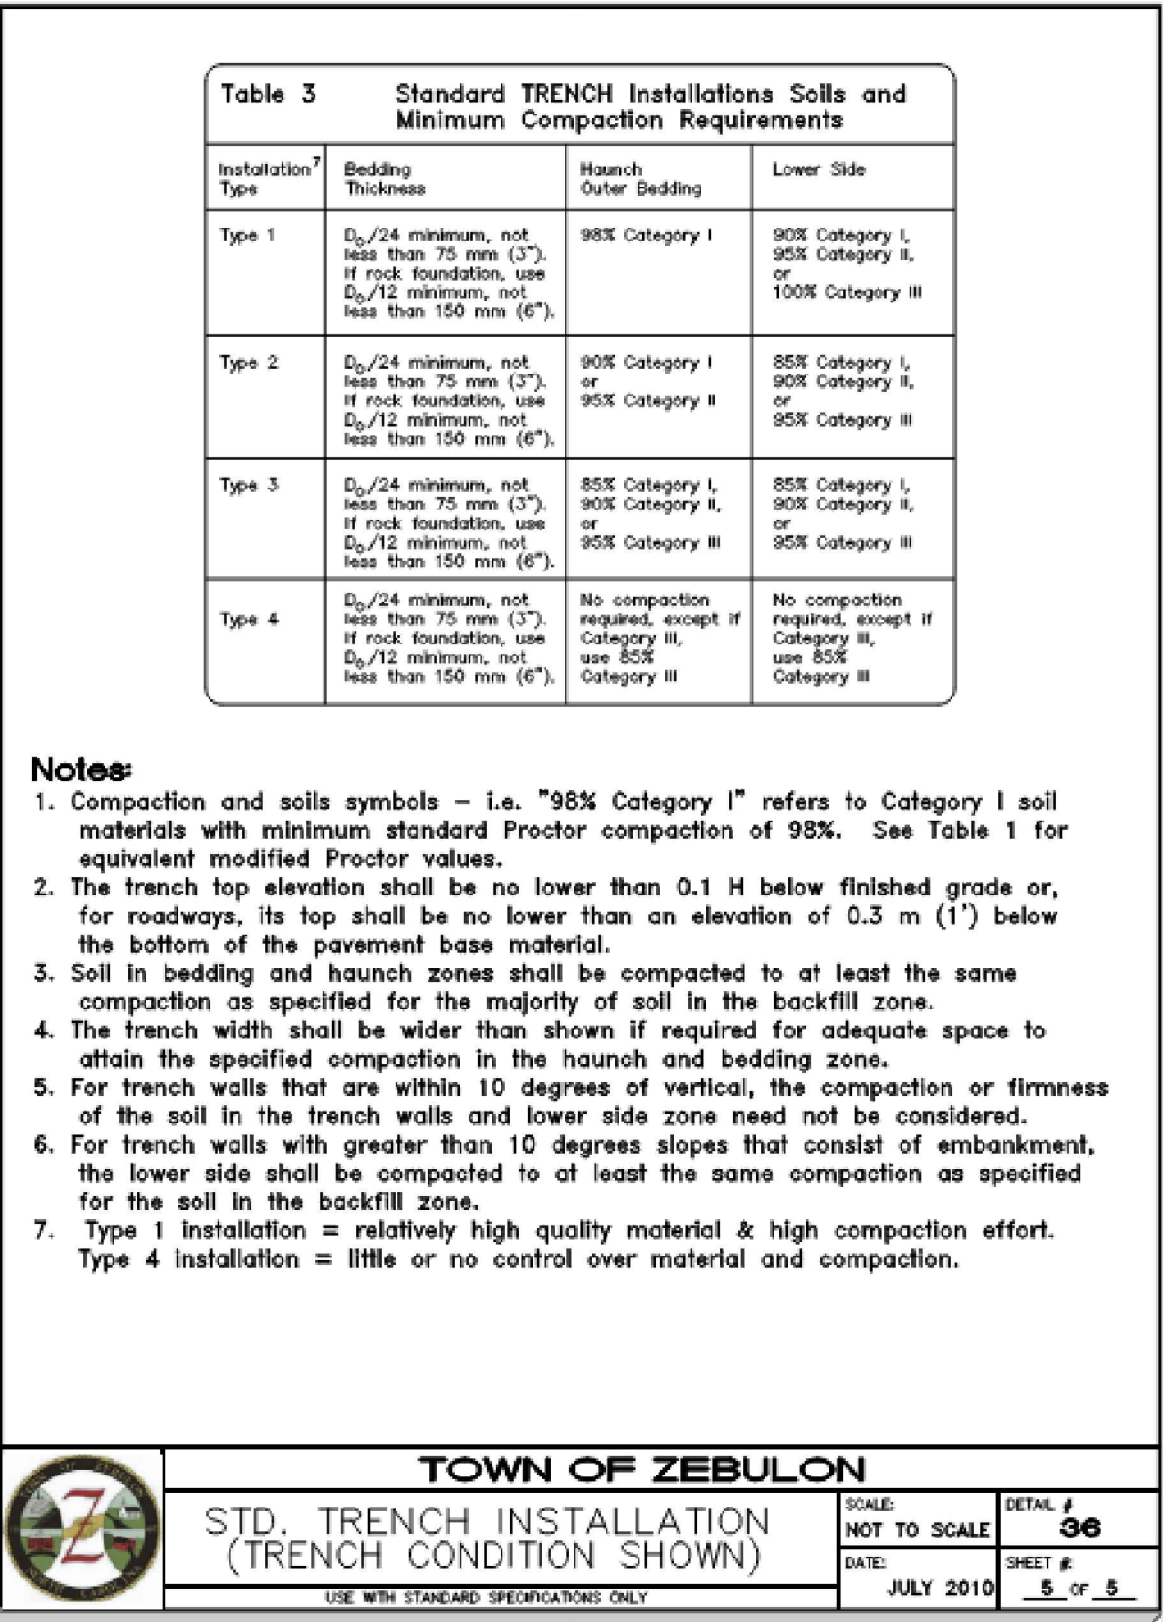 Table 3 Standard TRENCH Installations Soils and
Minimum Compaction Requirements
Installation7 Type
Bedding Thickness
Haunch Outer Bedding
Lower Side
Type 1
Do/24 minimum, not
less than 75 mm (3").
If rock foundation, use
Do/12 minimum, not
less than 150 mm (6").
98% Category I
90% Category I,
95% Category II,
or
100% Category III
Type 2
Do/24 minimum, not
less than 75 mm (3").
If rock foundation, use
Do/12 minimum, not
less than 150 mm (6").
90% Category I
or
95% Category II
85% Category I,
90% Category II,
or
95% Category III
Type 3
Do/24 minimum, not
less than 75 mm (3").
If rock foundation, use
Do/12 minimum, not
less than 150 mm (6").
85% Category I,
90% Category II,
or
95% Category III
85% Category I,
90% Category II,
or
95% Category III
Type 4
Do/24 minimum, not
less than 75 mm (3").
If rock foundation, use
Do/12 minimum, not
less than 150 mm (6").
No compaction
required, except if
Category III,
use 85%
Category III
No compaction
required, except if
Category III,
use 85%
Category III
Notes:
1. Compaction and soils symbols – i.e. "98% Category I" refers to Category I soil
materials with minimum standard Proctor compaction of 98%. See Table 1 for
equivalent modified Proctor values.
2. The trench top elevation shall be no lower than 0.1 H below finished grade or,
for roadways, its top shall be no lower than an elevation of 0.3 m (1') below
the bottom of the pavement base material.
3. Soil in bedding and haunch zones shall be compacted to at least the same
compaction as specified for the majority of soil in the backfill zone.
4. The trench width shall be wider than shown if required for adequate space to
attain the specified compaction in the haunch and bedding zone.
5. For trench walls that are within 10 degrees of vertical, the compaction or firmness
of the soil in the trench walls and lower side zone need not be considered.
6. For trench walls with greater than 10 degrees slopes that consist of embankment,
the lower side shall be compacted to at least the same compaction as specified
for the soil in the backfill zone.
7. Type 1 installation = relatively high quality material & high compaction effort.
Type 4 installation = little or no control over material and compaction.
TOWN OF ZEBULON
STD. TRENCH INSTALLATION
(TRENCH CONDITION SHOWN)
USE WITH STANDARD SPECIFICATIONS ONLY
SCALE:
NOT TO SCALE
DETAIL #
36
DATE:
JULY 2010
SHEET #:
5 OF 5
Z